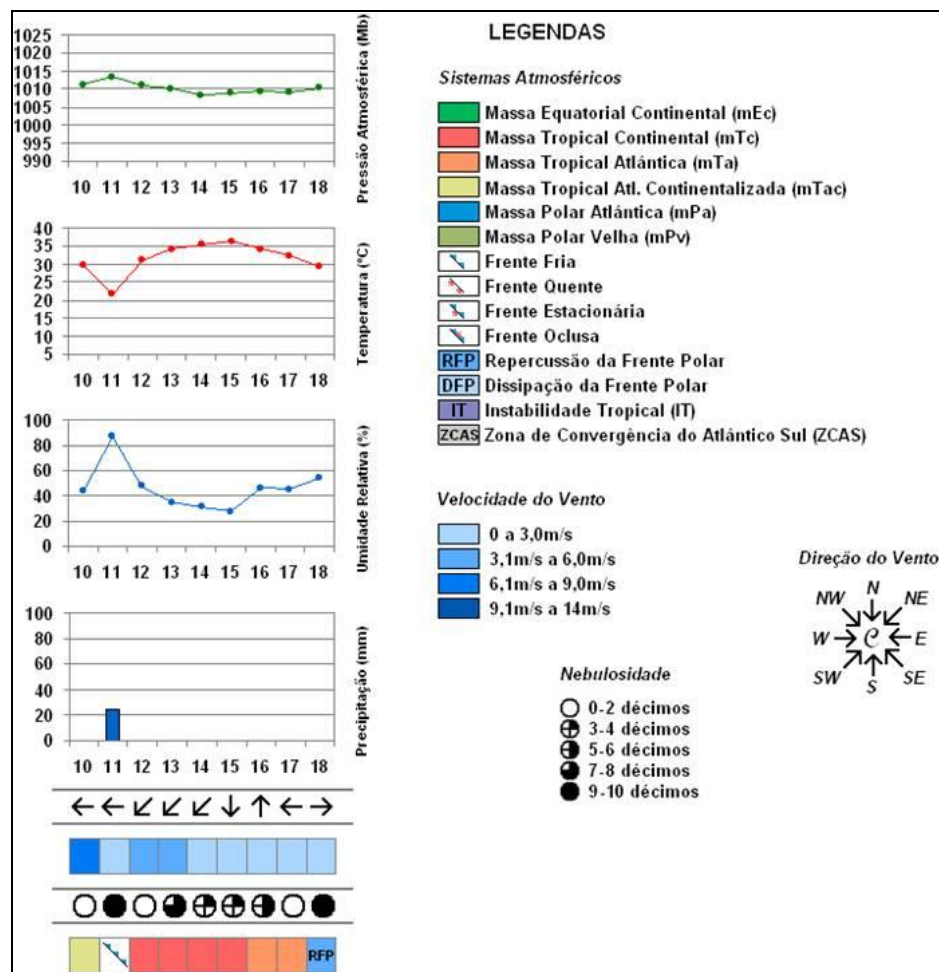 Pressão Atmosférica (Mb)
1025
1020
1015
1010
1005
1000
995
990
10 11 12 13 14 15 16 17 18
Temperatura (°C)
40
35
30
25
20
15
10
5
10 11 12 13 14 15 16 17 18
Umidade Relativa (%)
100
80
60
40
20
0
10 11 12 13 14 15 16 17 18
Precipitação (mm)
100
80
60
40
20
0
10 11 12 13 14 15 16 17 18
RFP
LEGENDAS
Sistemas Atmosféricos
Massa Equatorial Continental (mEc)
Massa Tropical Continental (mTc)
Massa Tropical Atlântica (mTa)
Massa Tropical Atl. Continentalizada (mTac)
Massa Polar Atlântica (mPa)
Massa Polar Velha (mPv)
Frente Fria
Frente Quente
Frente Estacionária
Frente Oclusa
RFP Repercussão da Frente Polar
DFP Dissipação da Frente Polar
IT Instabilidade Tropical (IT)
ZCAS Zona de Convergência do Atlântico Sul (ZCAS)
Velocidade do Vento
0 a 3,0m/s
3,1m/s a 6,0m/s
6,1m/s a 9,0m/s
9,1m/s a 14m/s
Direção do Vento
N
NW NE
W C E
SW SE
S
Nebulosidade
0-2 décimos
3-4 décimos
5-6 décimos
7-8 décimos
9-10 décimos